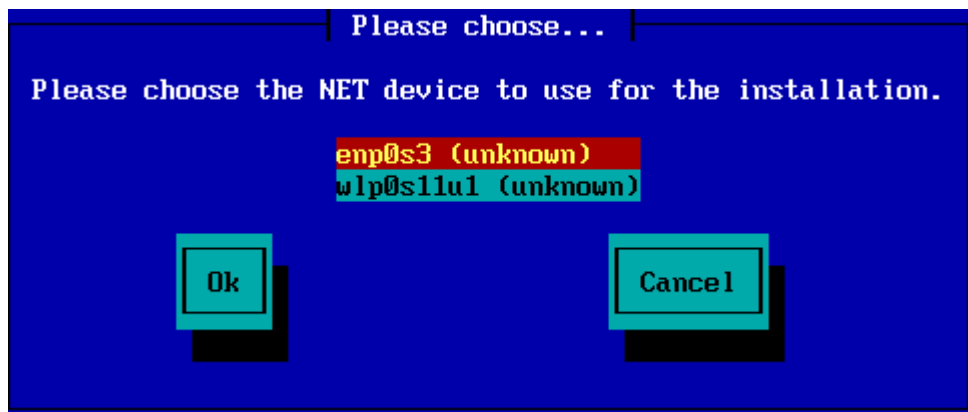 Please choose...
Please choose the NET device to use for the installation.
enp0s3 (unknown)
wlp0s11u1 (unknown)
Ok
Cancel